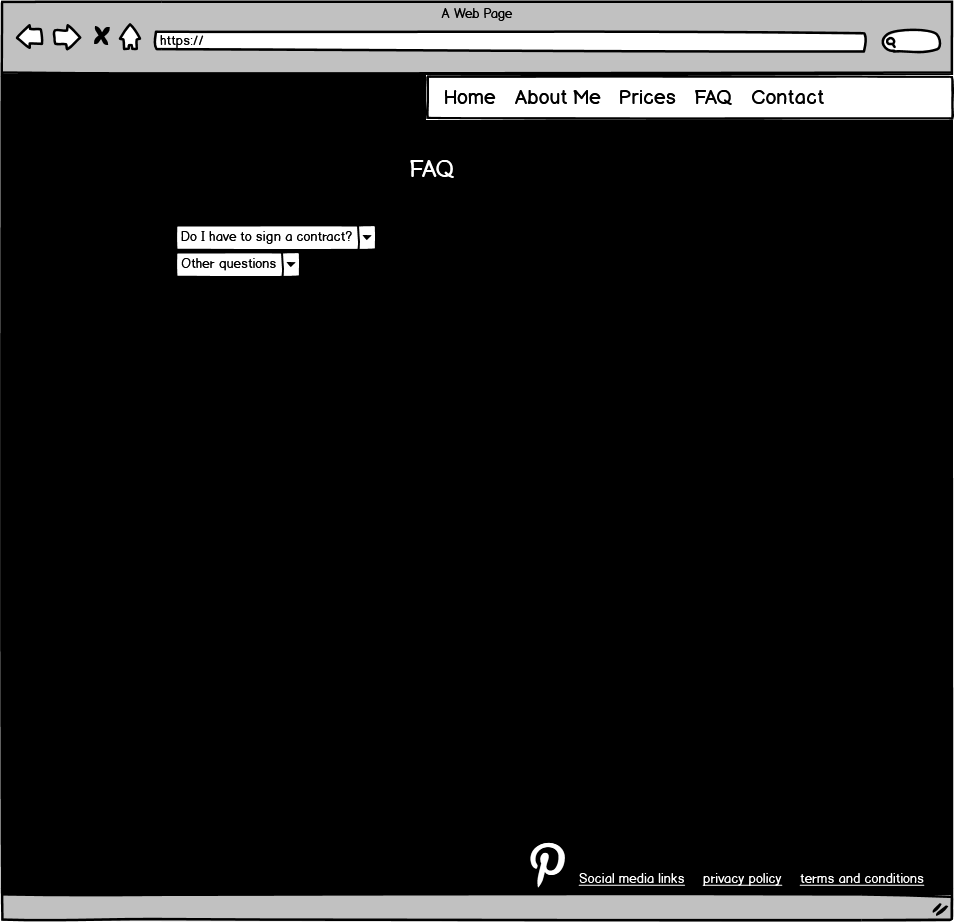 A Web Page
https://
Home About Me Prices FAQ Contact
FAQ
Do I have to sign a contract?
Other questions
Social media links privacy policy terms and conditions